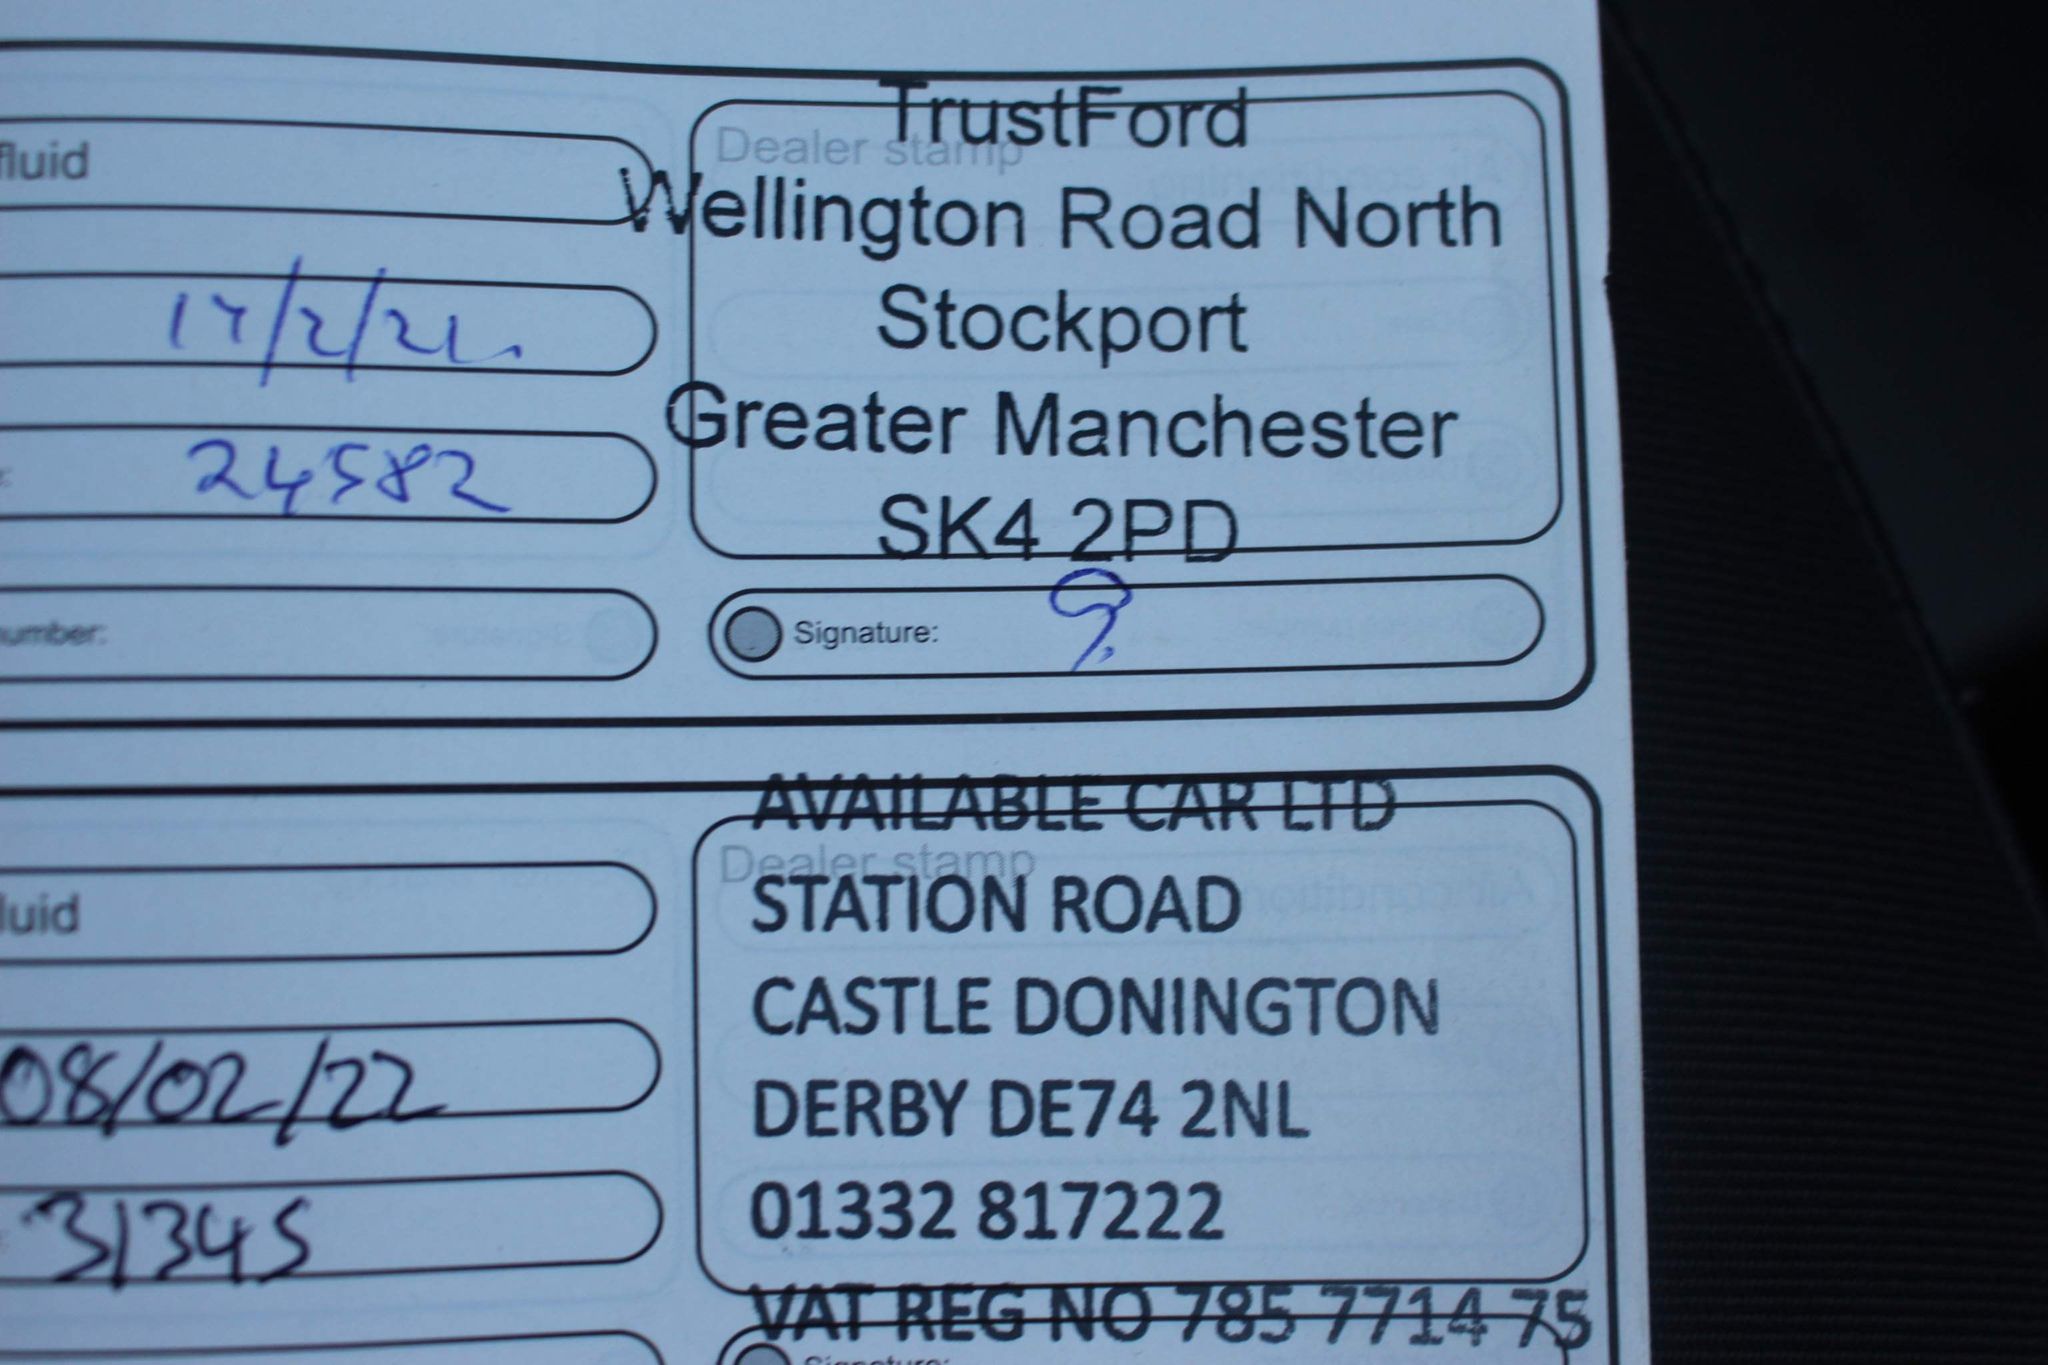 TrustFord
Dealer stamp
fluid
Wellington Road North
17/2/21.
Stockport
Greater Manchester
24582
SK4 2PD
number:
Signature:
AVAILABLE CAR LTD
Dealer stamp
luid
STATION ROAD
CASTLE DONINGTON
08/02/22
DERBY DE74 2NL
31345
01332 817222
VAT REG NO 785 7714 75
Signature: